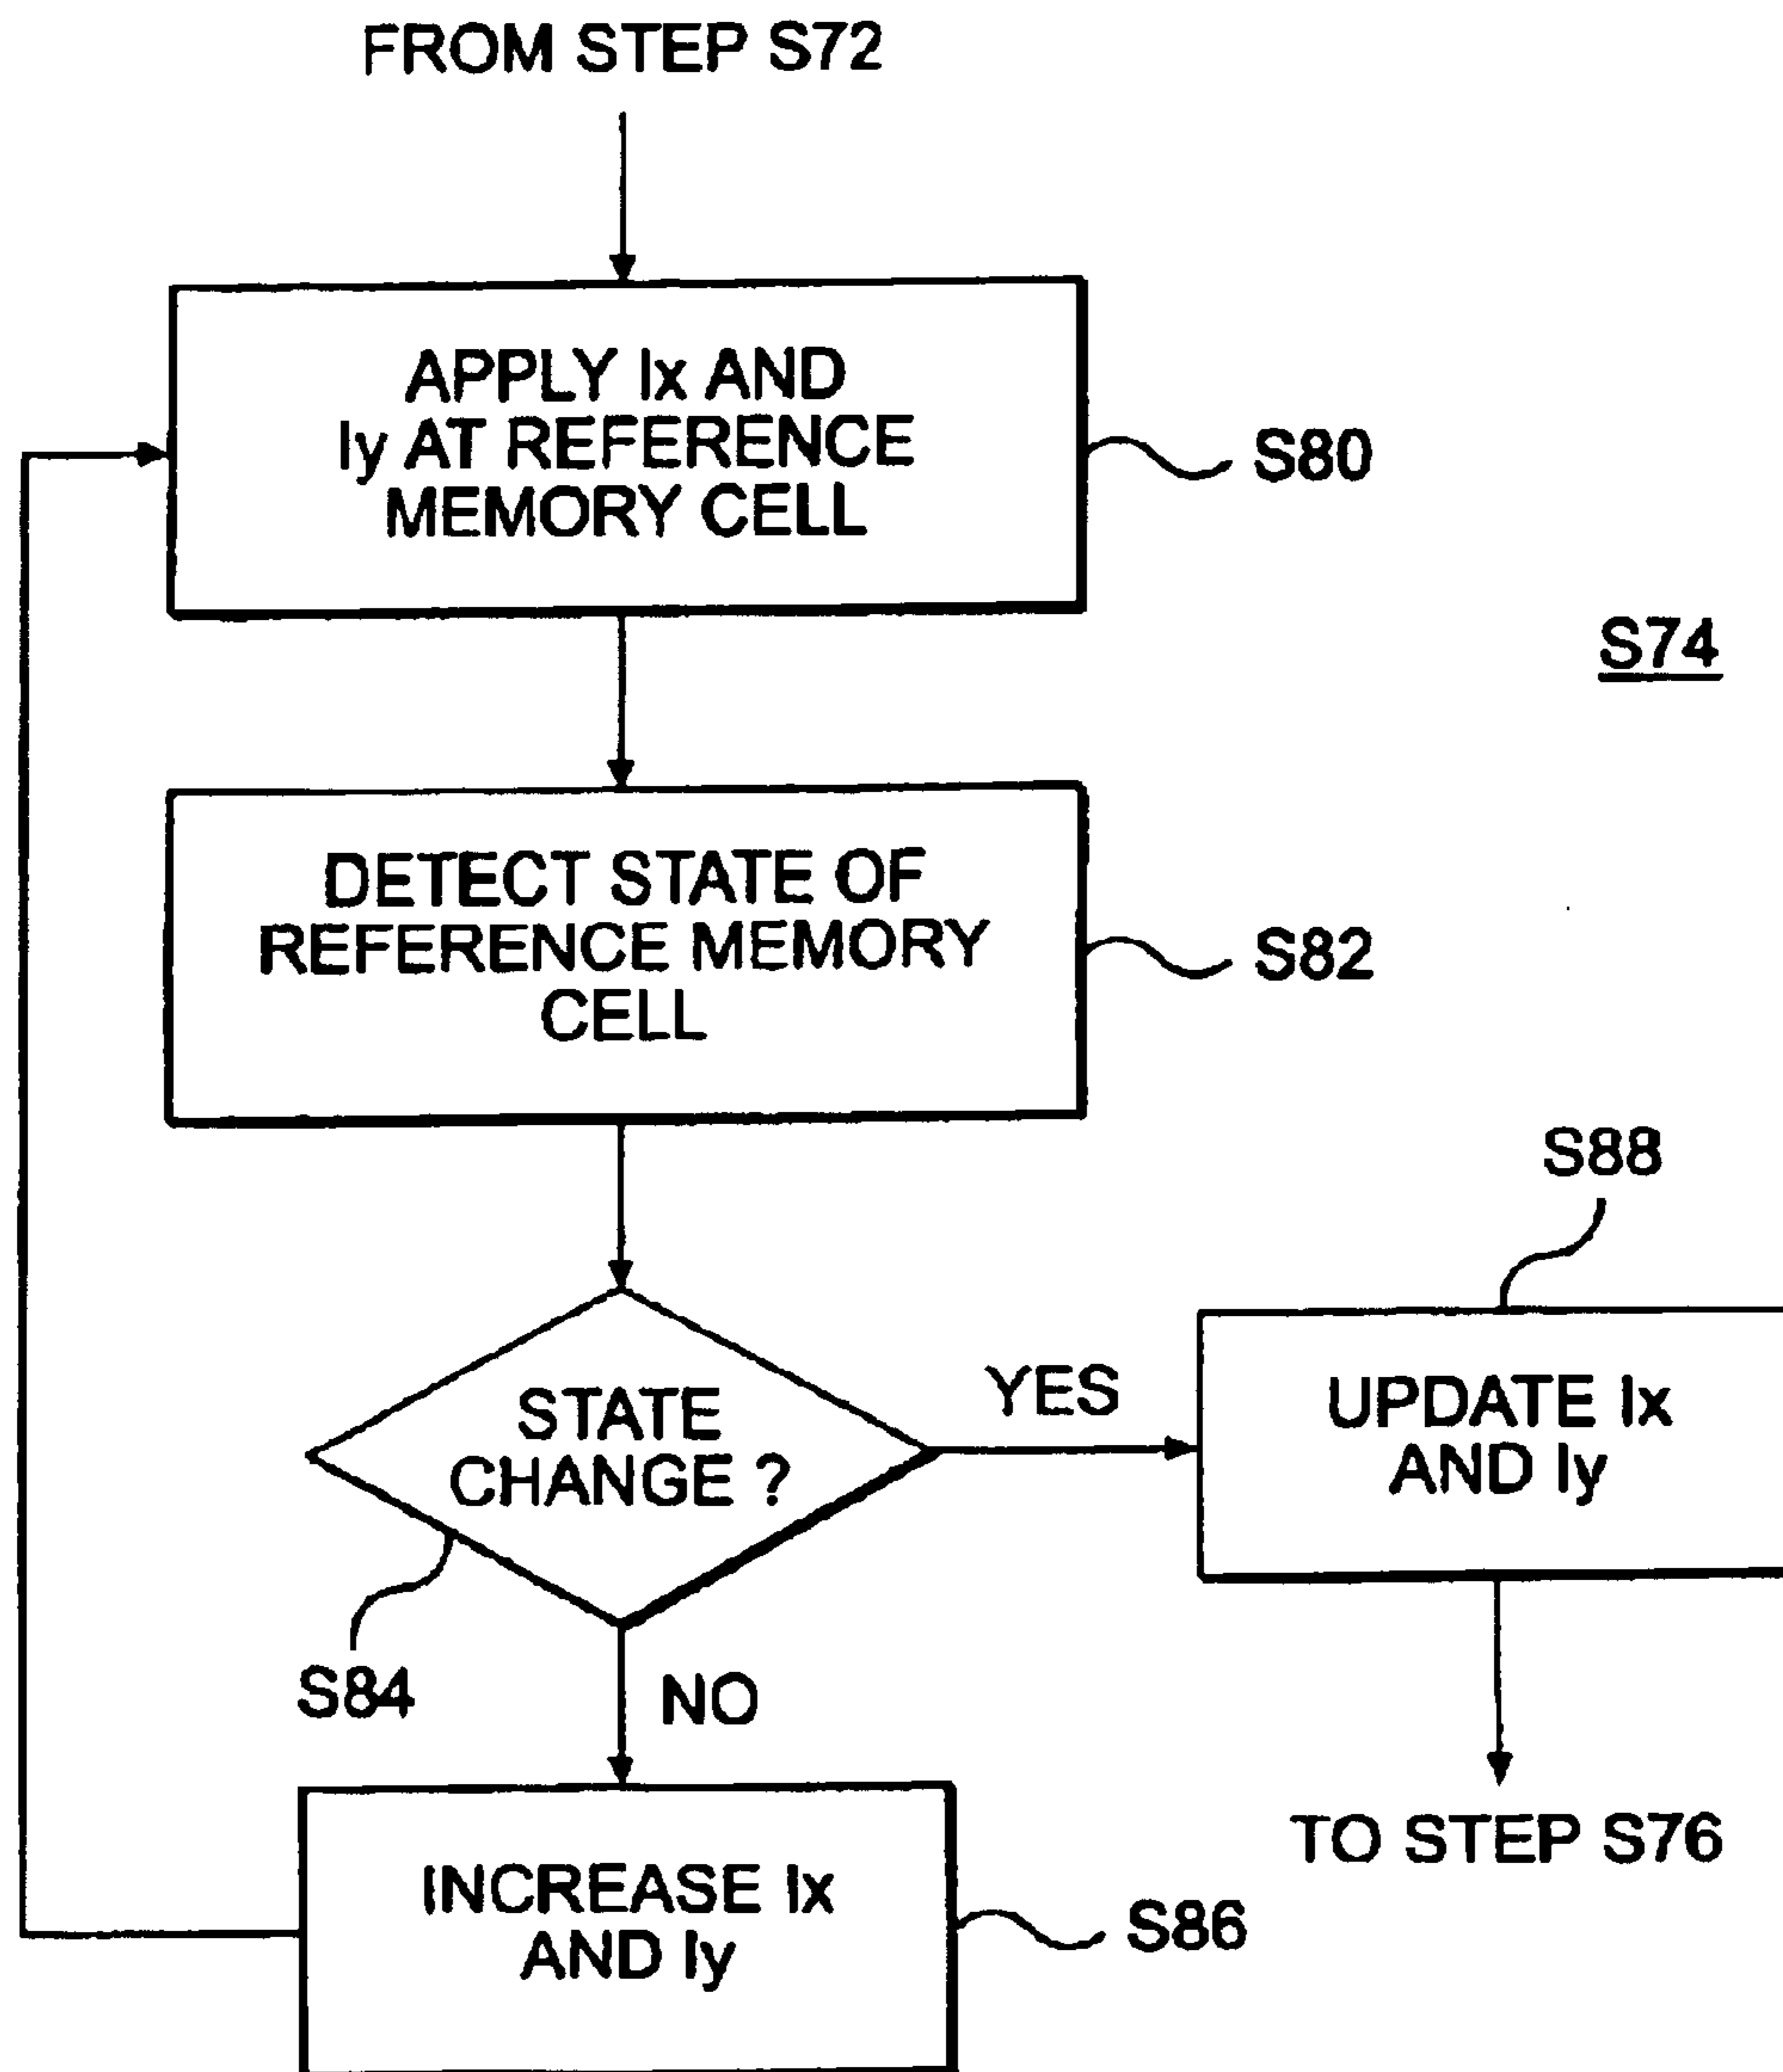 FROM STEP S72
APPLY Ix AND
Iy AT REFERENCE
MEMORY CELL
S80
S74
DETECT STATE OF
REFERENCE MEMORY
CELL
S82
S88
STATE
CHANGE ?
YES
UPDATE Ix
AND Iy
S84
NO
TO STEP S76
INCREASE Ix
AND Iy
S86